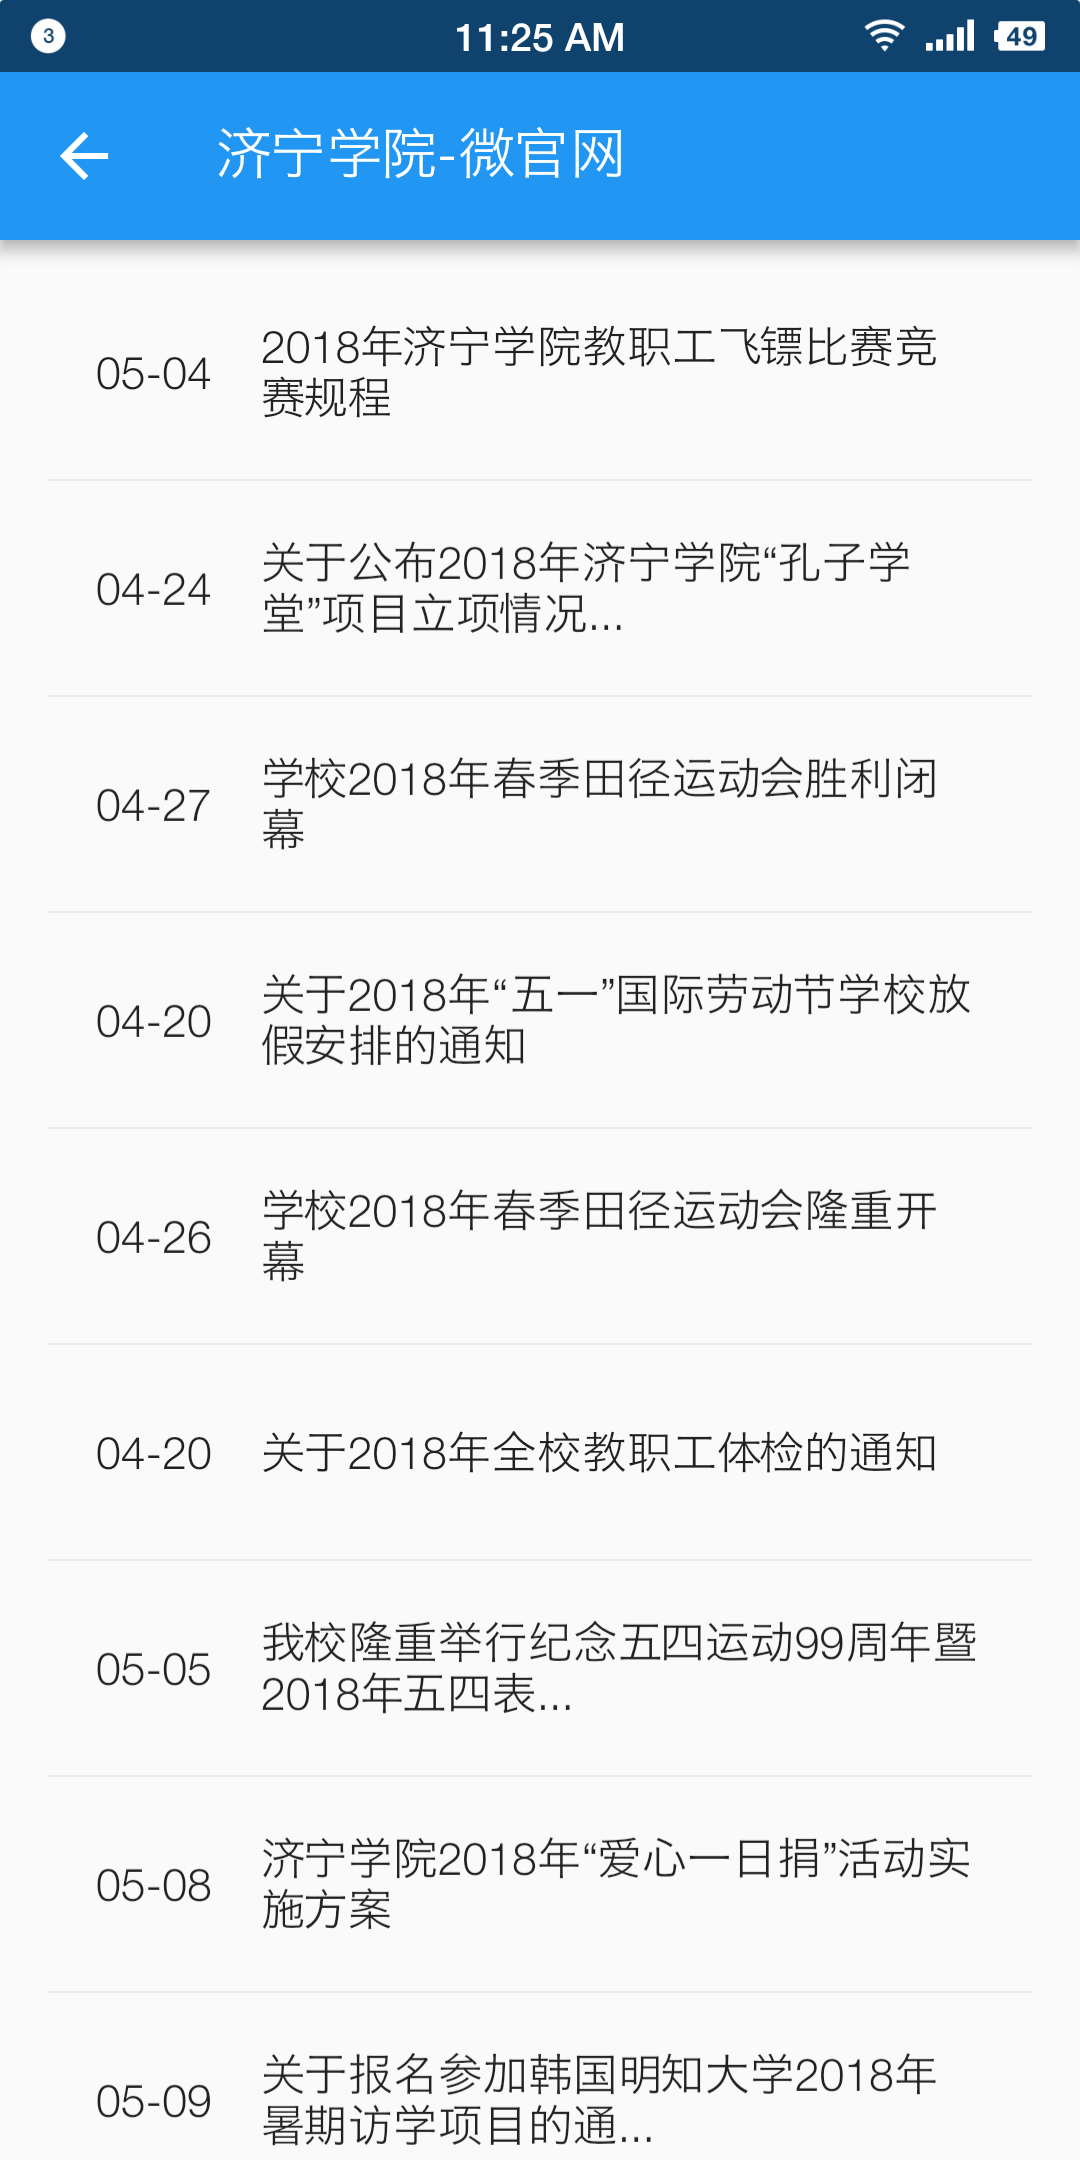 3
11:25 AM
49
济宁学院-微官网
05-04
2018年济宁学院教职工飞镖比赛竞
赛规程
04-24
关于公布2018年济宁学院“孔子学
堂”项目立项情况...
04-27
学校2018年春季田径运动会胜利闭
幕
04-20
关于2018年“五一”国际劳动节学校放
假安排的通知
04-26
学校2018年春季田径运动会隆重开
幕
04-20
关于2018年全校教职工体检的通知
05-05
我校隆重举行纪念五四运动99周年暨
2018年五四表...
05-08
济宁学院2018年“爱心一日捐”活动实
施方案
05-09
关于报名参加韩国明知大学2018年
暑期访学项目的通...